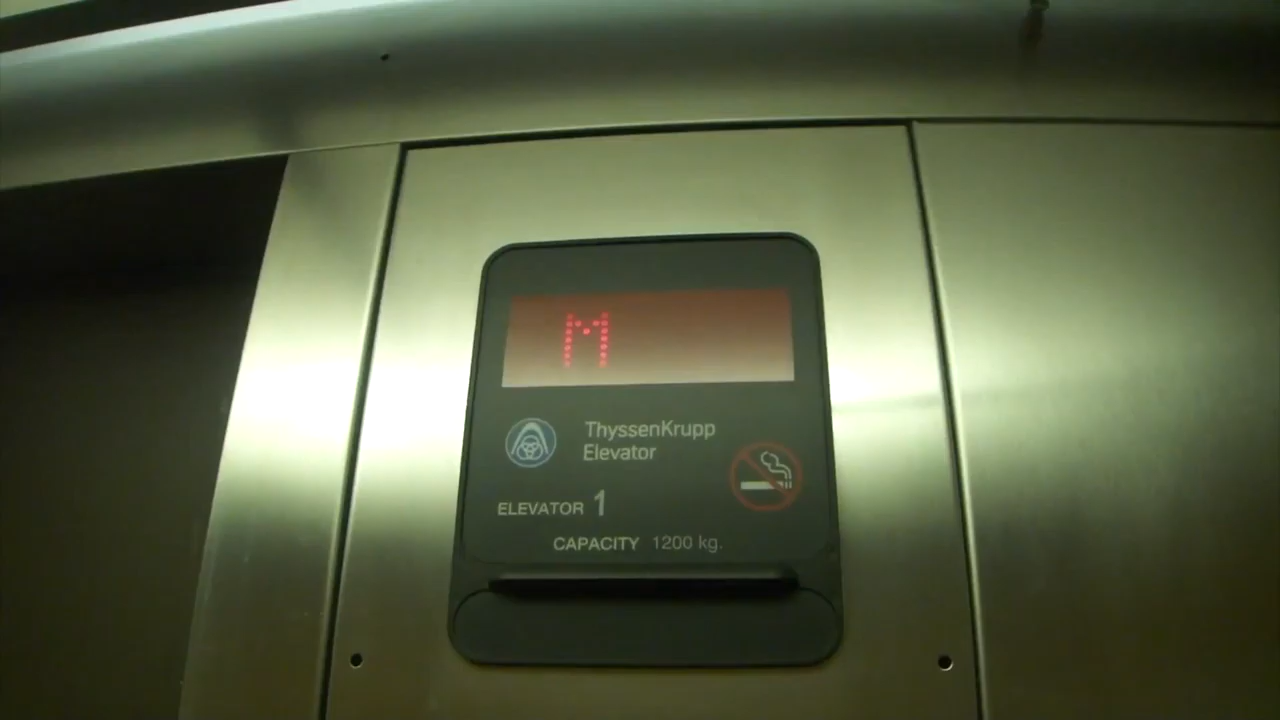 M
ThyssenKrupp
Elevator
ELEVATOR 1
CAPACITY 1200 kg.